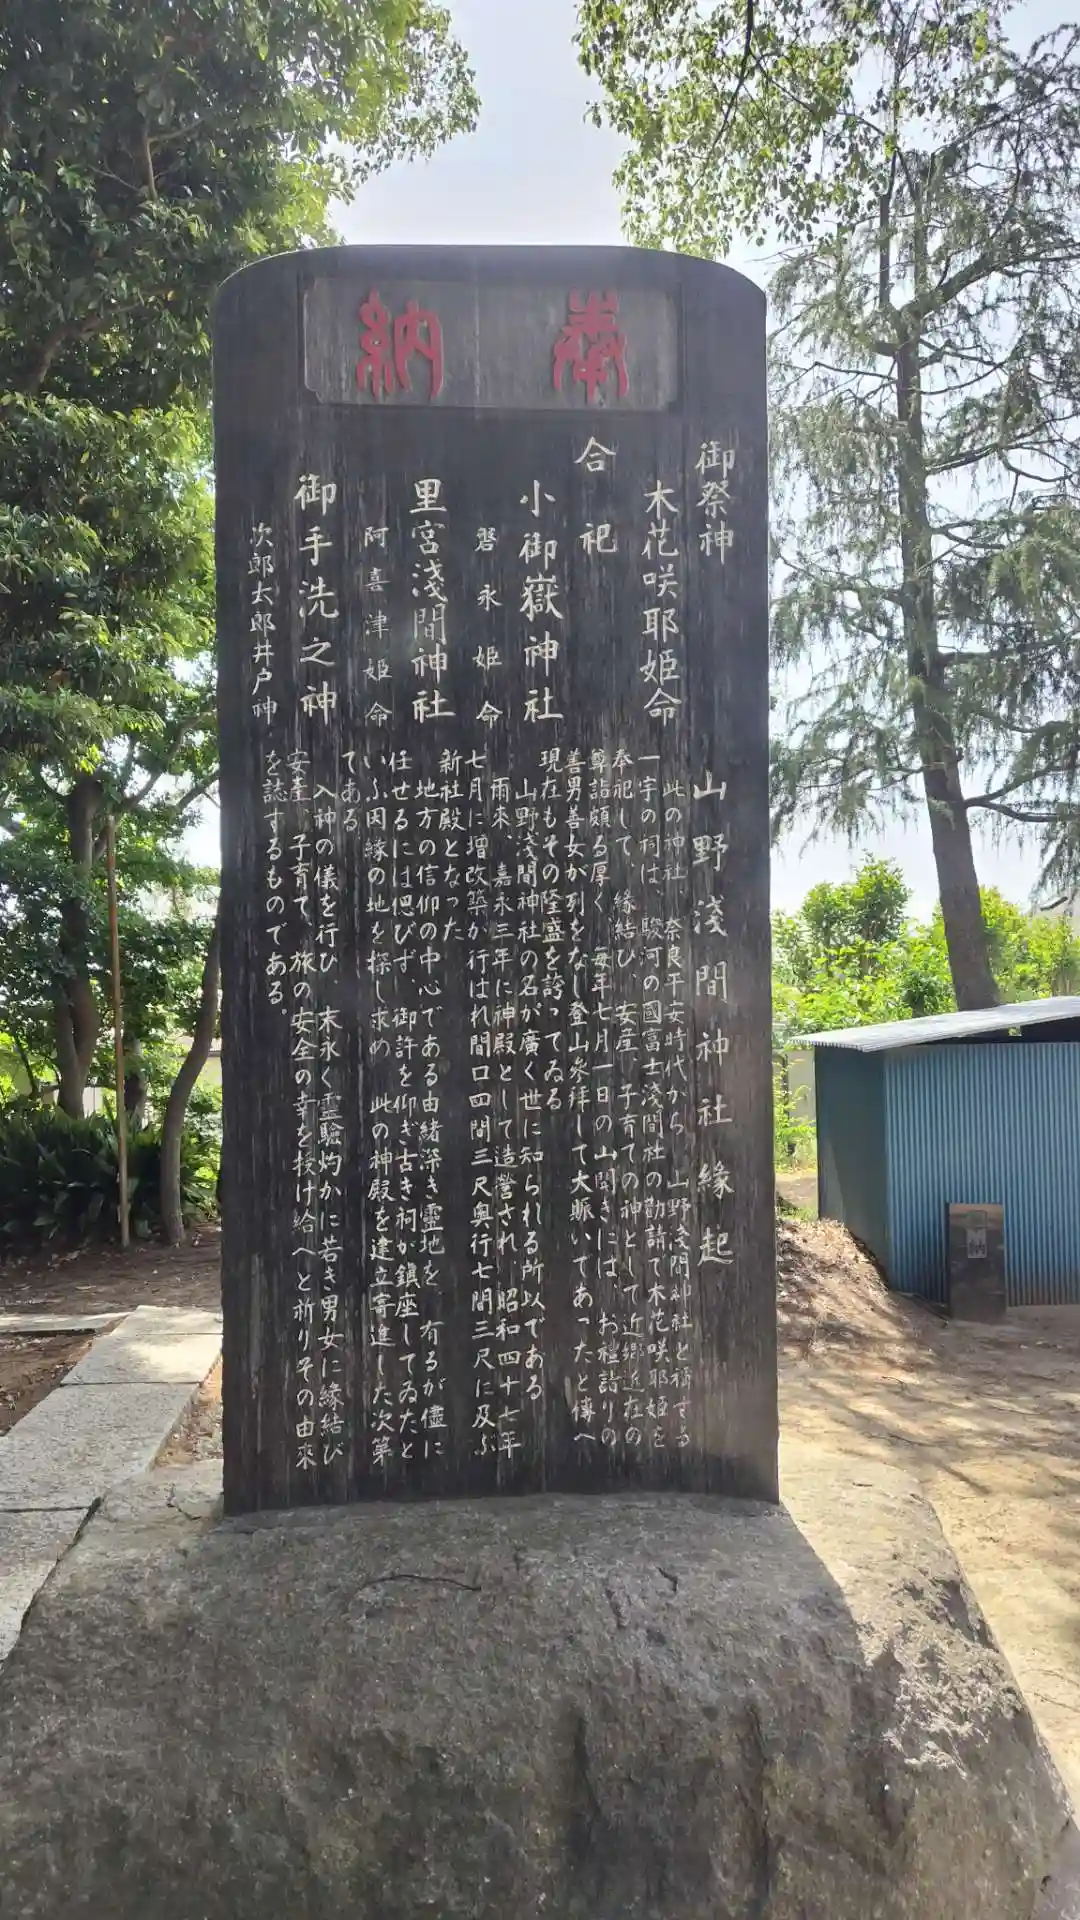 奉納
御祭神
木花咲耶姫命
合祀
小御嶽神社
磐永姫命
里宮浅間神社
阿喜津姫命
御手洗之神
次郎太郎井戸神
山野浅間神社縁起
此の神社、奈良平安時代から、山野浅間神社と稱する
一宇の祠は、駿河の國富士浅間社の勸請で木花咲耶姫を
奉祀して、縁結び、安産、子育ての神として近郷近在の
尊詣頗る厚く、毎年七月一日の山開きには、お禮詣りの
善男善女が列をなし登山参拜して大賑いであったと傳へ
現在もその隆盛を誇ってゐる
山野浅間神社の名が廣く世に知られる所以である
雨來、嘉永三年に神殿として造營され、昭和四十七年
七月に増改築が行はれ間口四間三尺奥行七間三尺に及ぶ
新社殿となった
地方の信仰の中心である由緒深き靈地を、有るが儘に
任せるには偲びず、御許を仰ぎ古き祠が鎮座してゐたと
いふ因縁の地を探し求め、此の神殿を建立寄進した次第
である
入神の儀を行ひ、末永く霊驗灼かに若き男女に縁結び
安産、子育て、旅の安全の幸を授け給へと祈りその由來
を誌するものである。